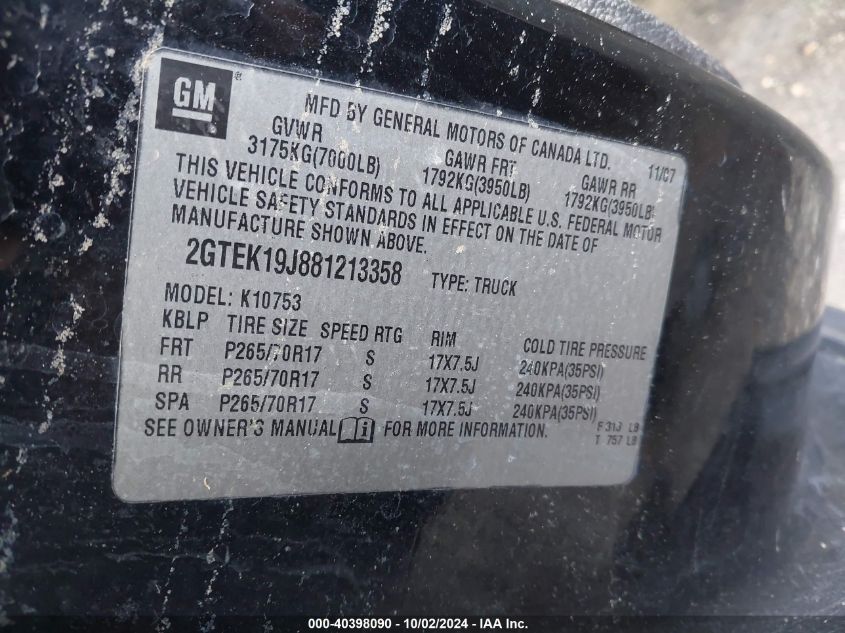 GM ®
MFD BY GENERAL MOTORS OF CANADA LTD. 11/07
GVWR GAWR FRT GAWR RR
3175KG(7000LB) 1792KG(3950LB) 1792KG(3950LB)
THIS VEHICLE CONFORMS TO ALL APPLICABLE U.S. FEDERAL MOTOR
VEHICLE SAFETY STANDARDS IN EFFECT ON THE DATE OF
MANUFACTURE SHOWN ABOVE.
2GTEK19J881213358 TYPE: TRUCK
MODEL: K10753
KBLP TIRE SIZE SPEED RTG RIM COLD TIRE PRESSURE
FRT P265/70R17 S 17X7.5J 240KPA(35PSI)
RR P265/70R17 S 17X7.5J 240KPA(35PSI)
SPA P265/70R17 S 17X7.5J 240KPA(35PSI)
SEE OWNER'S MANUAL i FOR MORE INFORMATION.
F 313 LB
T 757 LB
000-40398090 - 10/02/2024 - IAA Inc.